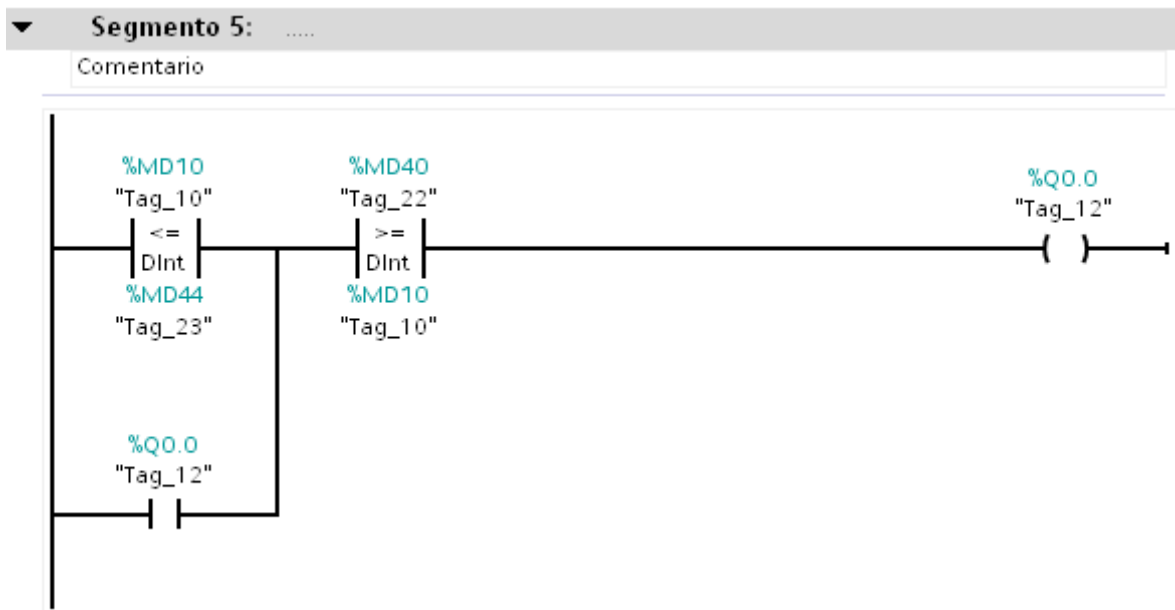 Segmento 5: .....
Comentario
%MD10
"Tag_10"
<=
DInt
%MD44
"Tag_23"
%MD40
"Tag_22"
>=
DInt
%MD10
"Tag_10"
%Q0.0
"Tag_12"
%Q0.0
"Tag_12"